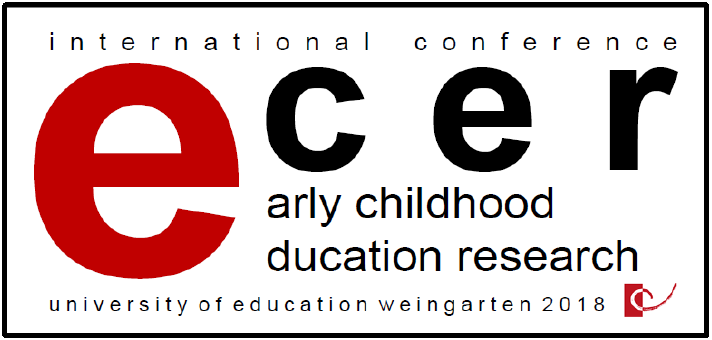 international conference
ecer
arly childhood
ducation research
university of education weingarten 2018